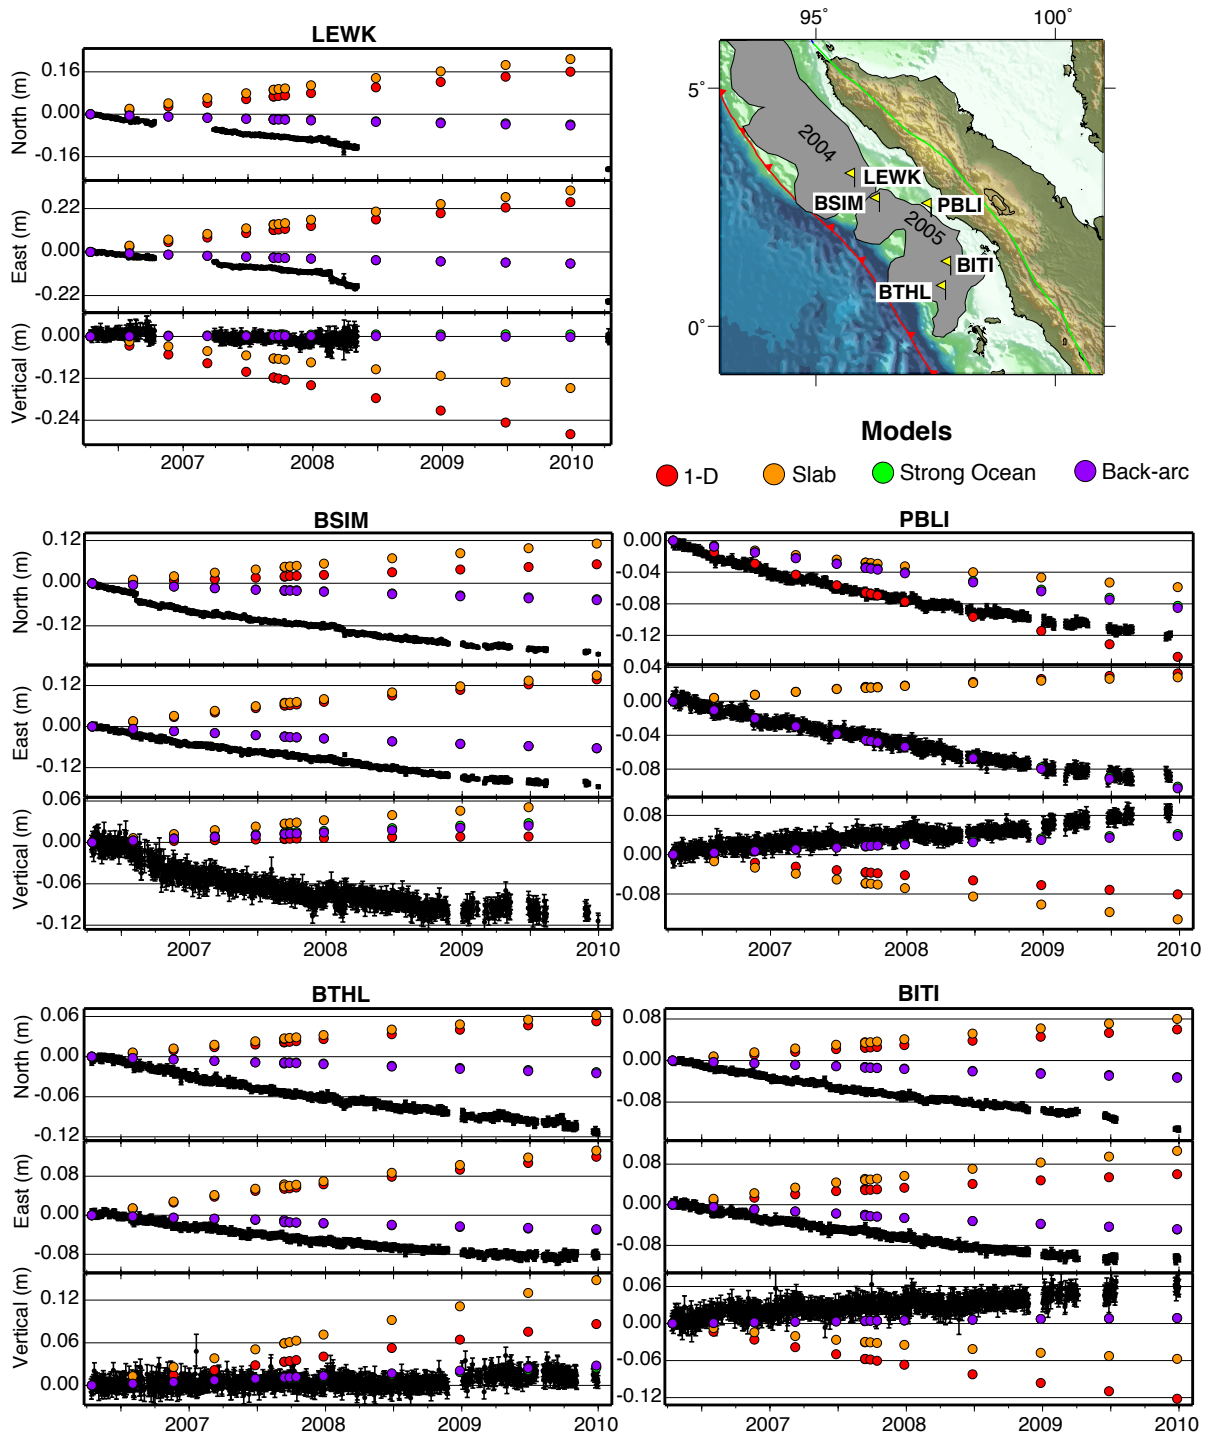 LEWK
0.16
0.00
-0.16
North (m)
0.22
0.00
-0.22
East (m)
0.00
-0.12
-0.24
Vertical (m)
2007 2008 2009 2010
95° 100°
5°
0°
2004
2005
LEWK
BSIM
PBLI
BITI
BTHL
Models
1-D Slab Strong Ocean Back-arc
BSIM
0.12
0.00
-0.12
North (m)
0.12
0.00
-0.12
East (m)
0.06
0.00
-0.06
-0.12
Vertical (m)
2007 2008 2009 2010
PBLI
0.00
-0.04
-0.08
-0.12
0.04
0.00
-0.04
-0.08
0.08
0.00
-0.08
2007 2008 2009 2010
BTHL
0.06
0.00
-0.06
-0.12
North (m)
0.08
0.00
-0.08
East (m)
0.12
0.06
0.00
Vertical (m)
2007 2008 2009 2010
BITI
0.08
0.00
-0.08
0.08
0.00
-0.08
0.06
0.00
-0.06
-0.12
2007 2008 2009 2010